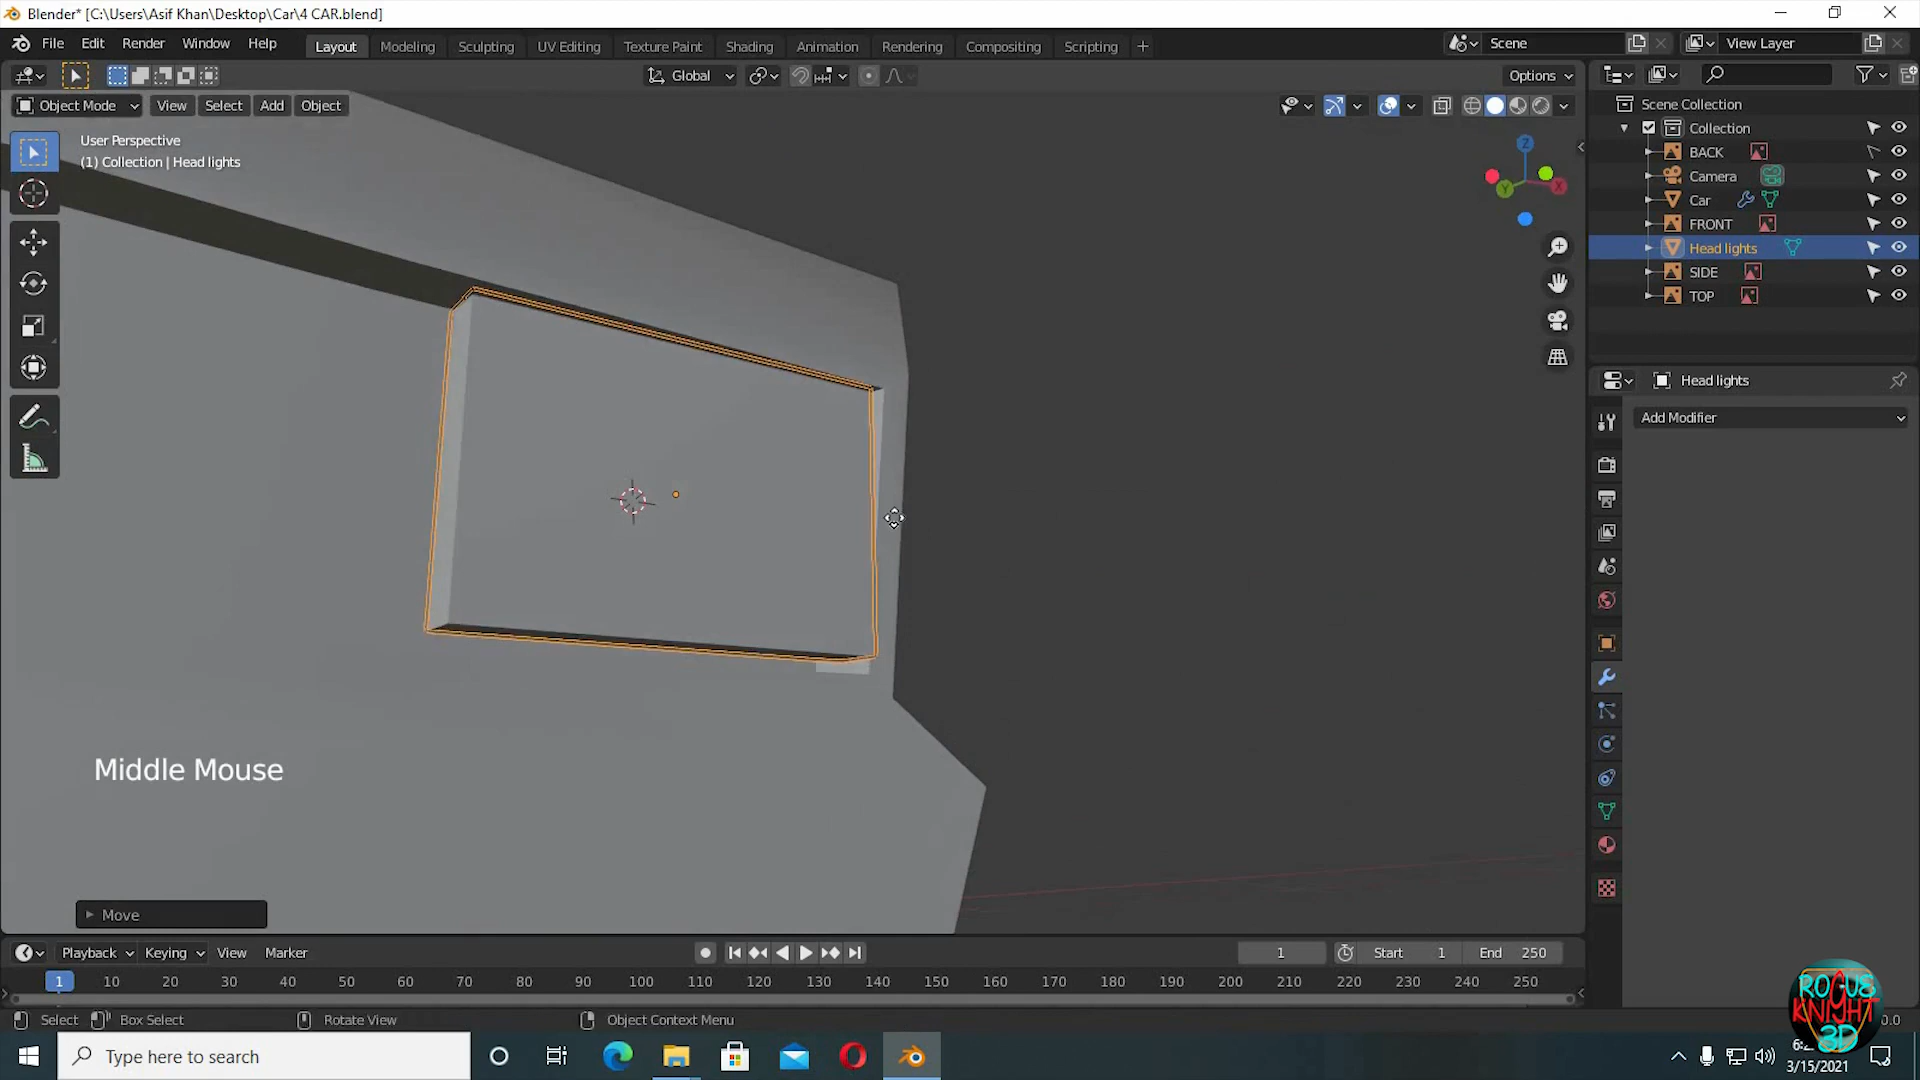 Blender* [C:\Users\Asif Khan\Desktop\Car\4 CAR.blend]
File Edit Render Window Help Layout Modeling Sculpting UV Editing Texture Paint Shading Animation Rendering Compositing Scripting + Scene View Layer
Global Options
Object Mode View Select Add Object
User Perspective
(1) Collection | Head lights
Scene Collection
Collection
BACK
Camera
Car
FRONT
Head lights
SIDE
TOP
Head lights
Add Modifier
Z
X
Y
Middle Mouse
Move
Playback Keying View Marker 1 Start 1 End 250
1 10 20 30 40 50 60 70 80 90 100 110 120 130 140 150 160 170 180 190 200 210 220 230 240 250
Select Box Select Rotate View Object Context Menu
ROGUE
KNIGHT
3D
Type here to search
3/15/2021